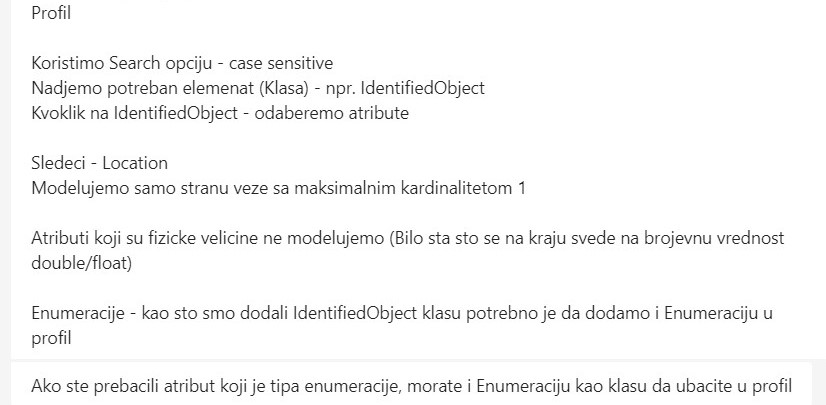 Profil
Koristimo Search opciju - case sensitive
Nadjemo potreban elemenat (Klasa) - npr. IdentifiedObject
Kvoklik na IdentifiedObject - odaberemo atribute
Sledeci - Location
Modelujemo samo stranu veze sa maksimalnim kardinalitetom 1
Atributi koji su fizicke velicine ne modelujemo (Bilo sta sto se na kraju svede na brojevnu vrednost
double/float)
Enumeracije - kao sto smo dodali IdentifiedObject klasu potrebno je da dodamo i Enumeraciju u
profil
Ako ste prebacili atribut koji je tipa enumeracije, morate i Enumeraciju kao klasu da ubacite u profil